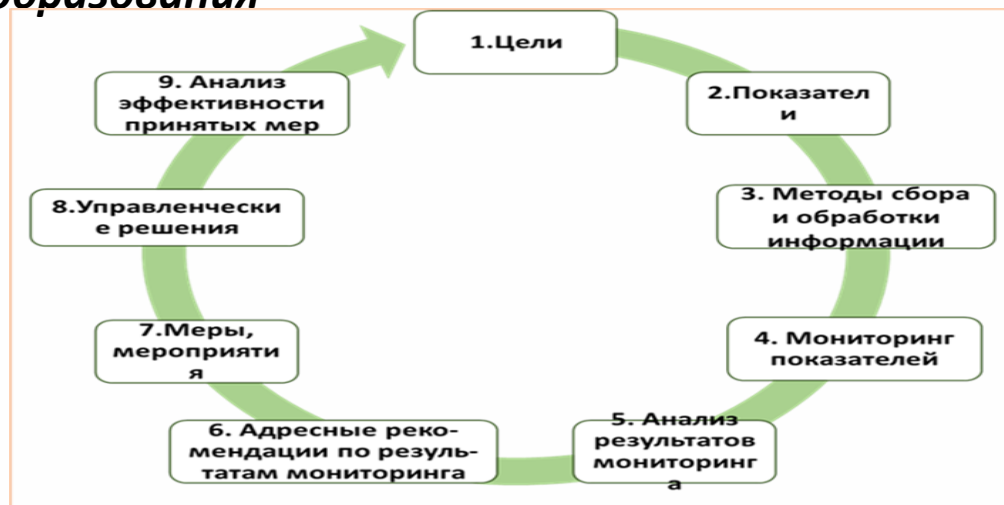 образования
1.Цели
2.Показател
и
3. Методы сбора
и обработки
информации
4. Мониторинг
показателей
5. Анализ
результатов
мониторинг
а
6. Адресные реко-
мендации по резуль-
татам мониторинга
7.Меры,
мероприяти
я
8.Управленчески
е решения
9. Анализ
эффективности
принятых мер